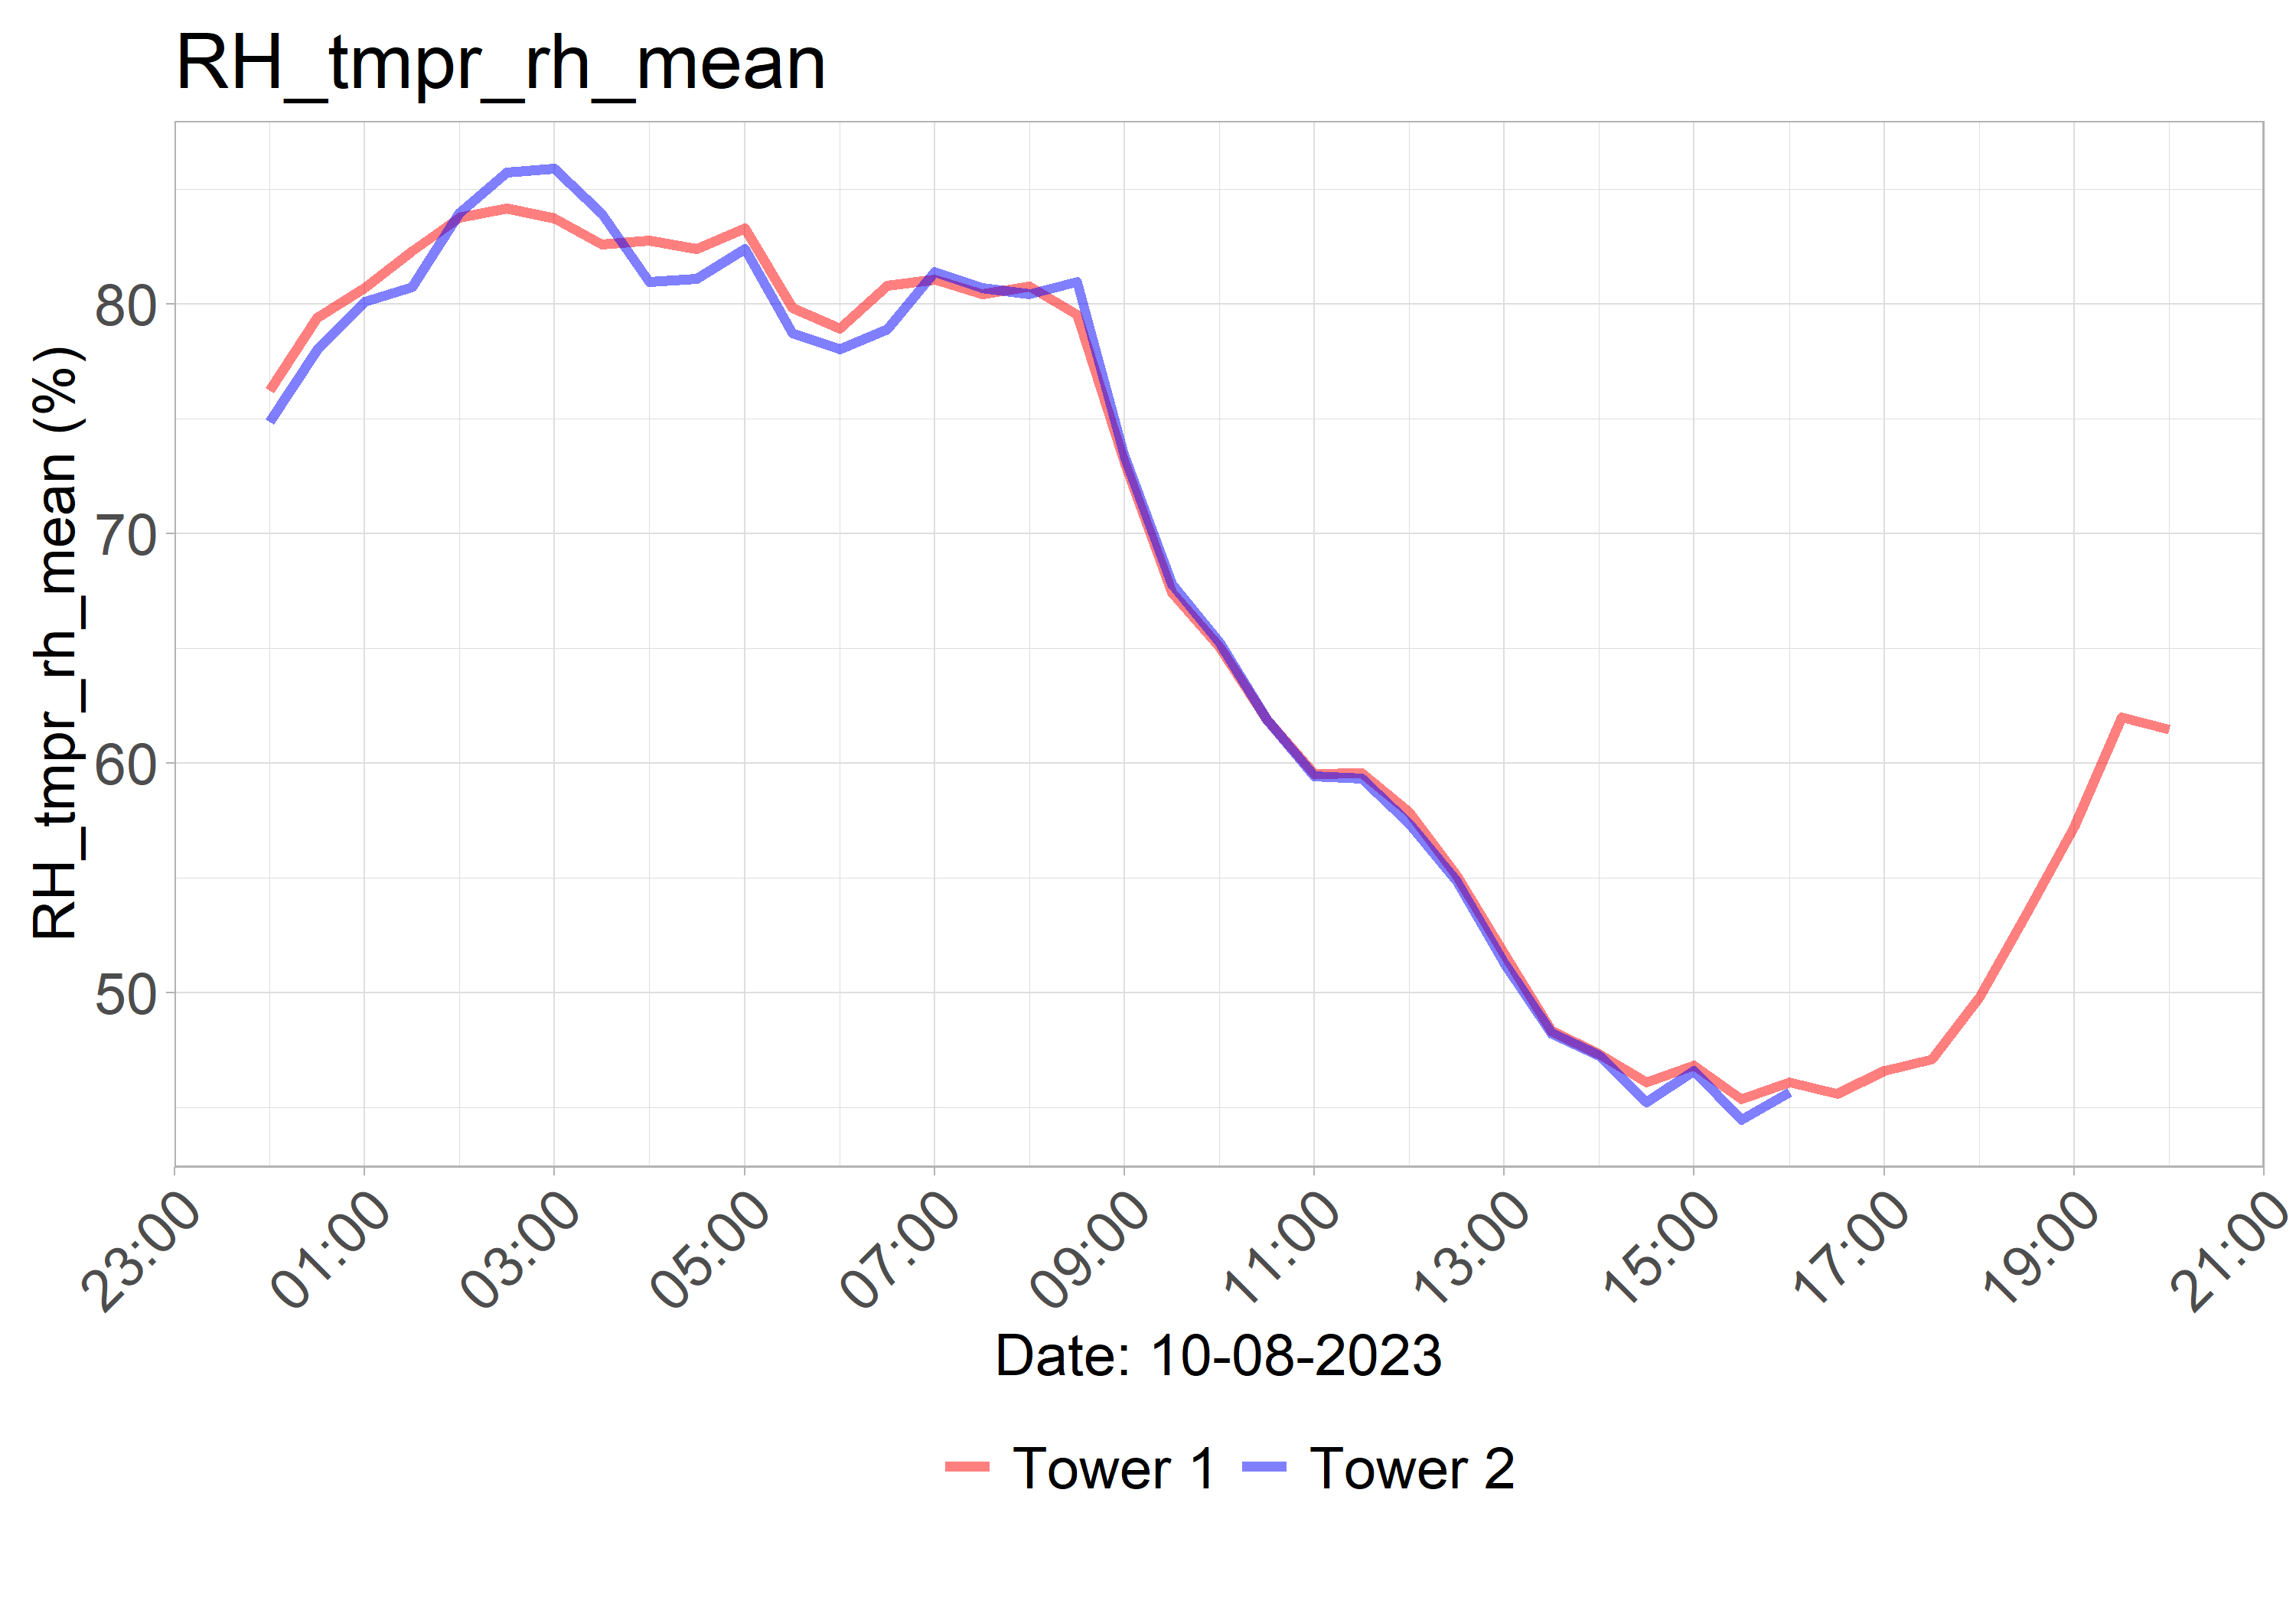 RH_tmpr_rh_mean
RH_tmpr_rh_mean (%)
80
70
60
50
23:00 01:00 03:00 05:00 07:00 09:00 11:00 13:00 15:00 17:00 19:00 21:00
Date: 10-08-2023
Tower 1 Tower 2